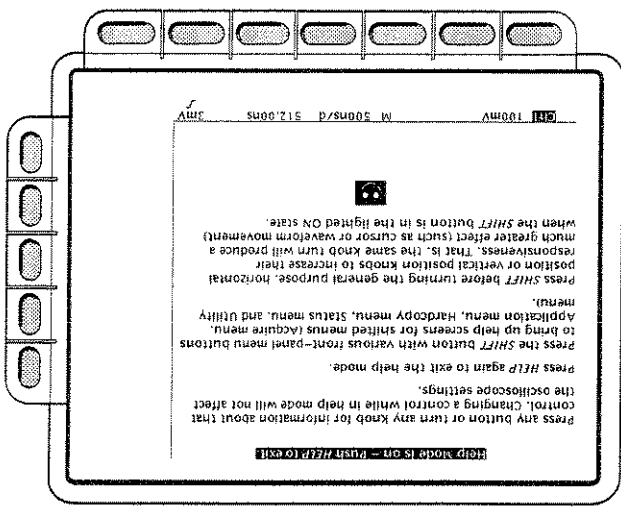 Help Mode is on – Push HELP to exit
Press any button or turn any knob for information about that
control. Changing a control while in help mode will not affect
the oscilloscope settings.
Press HELP again to exit the help mode.
Press the SHIFT button with various front-panel menu buttons
to bring up help screens for shifted menus (Acquire menu,
Application menu, Hardcopy menu, Status menu, and Utility
menu).
Press SHIFT before turning the general purpose, horizontal
position or vertical position knobs to increase their
responsiveness. That is, the same knob turn will produce a
much greater effect (such as cursor or waveform movement)
when the SHIFT button is in the lighted ON state.
100mV M 500ns/d 512.00ns 3mV